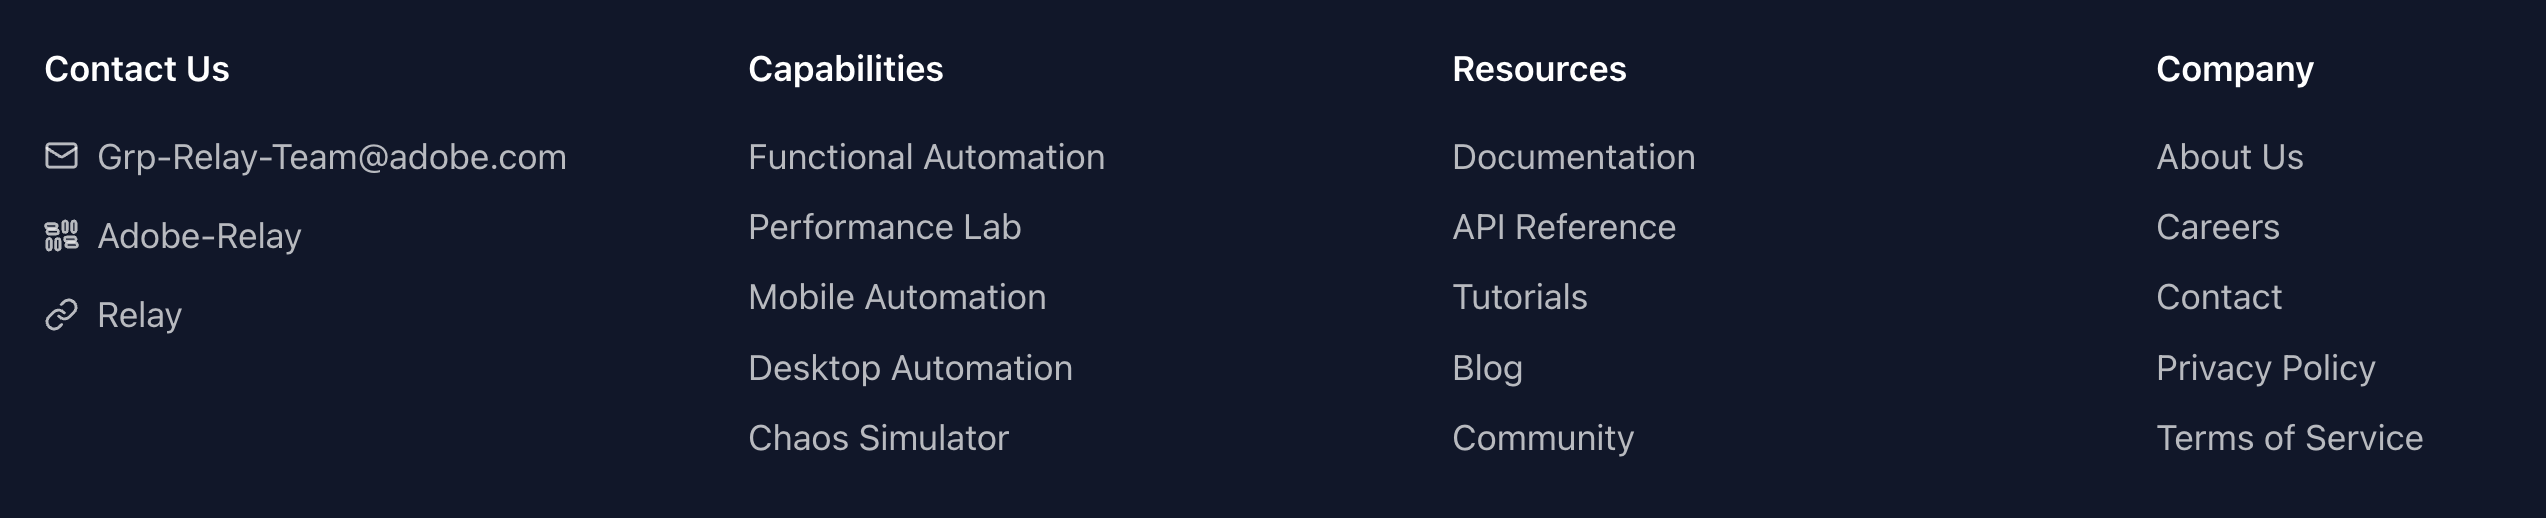 Contact Us
Grp-Relay-Team@adobe.com
Adobe-Relay
Relay
Capabilities
Functional Automation
Performance Lab
Mobile Automation
Desktop Automation
Chaos Simulator
Resources
Documentation
API Reference
Tutorials
Blog
Community
Company
About Us
Careers
Contact
Privacy Policy
Terms of Service